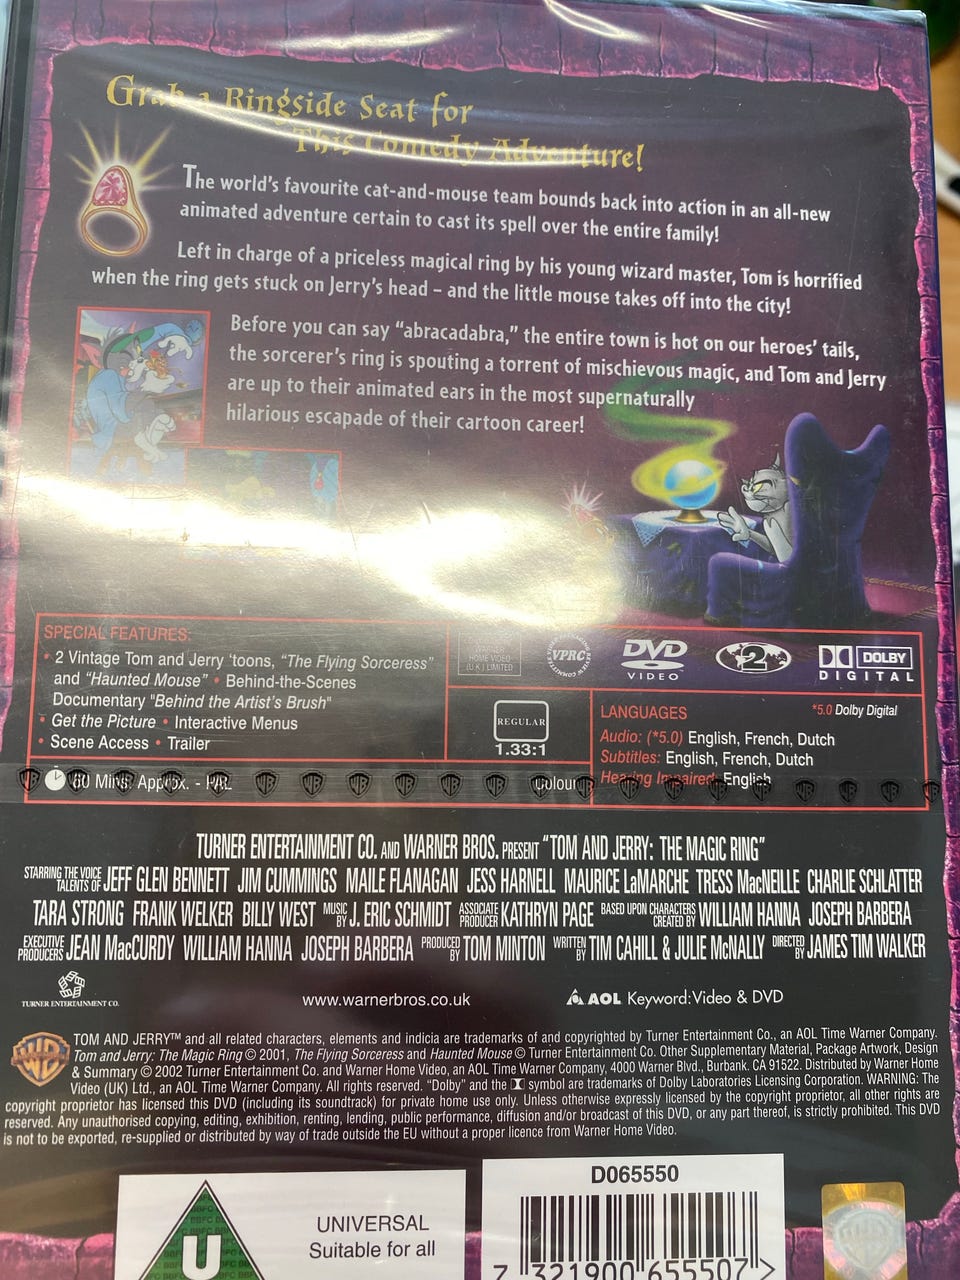 Grab a Ringside Seat for
This Comedy Adventure!
The world's favourite cat-and-mouse team bounds back into action in an all-new
animated adventure certain to cast its spell over the entire family!
Left in charge of a priceless magical ring by his young wizard master, Tom is horrified
when the ring gets stuck on Jerry's head – and the little mouse takes off into the city!
Before you can say "abracadabra," the entire town is hot on our heroes' tails,
the sorcerer's ring is spouting a torrent of mischievous magic, and Tom and Jerry
are up to their animated ears in the most supernaturally
hilarious escapade of their cartoon career!
SPECIAL FEATURES:
• 2 Vintage Tom and Jerry 'toons, "The Flying Sorceress"
and "Haunted Mouse" • Behind-the-Scenes
Documentary "Behind the Artist's Brush"
• Get the Picture • Interactive Menus
• Scene Access • Trailer
60 Mins. Approx. - PAL
Colour
WARNER
HOME VIDEO
(U K) LIMITED
VPRC
DVD
VIDEO
2
DOLBY
DIGITAL
REGULAR
1.33:1
LANGUAGES *5.0 Dolby Digital
Audio: (*5.0) English, French, Dutch
Subtitles: English, French, Dutch
Hearing Impaired: English
TURNER ENTERTAINMENT CO. AND WARNER BROS. PRESENT "TOM AND JERRY: THE MAGIC RING"
STARRING THE VOICE TALENTS OF JEFF GLEN BENNETT JIM CUMMINGS MAILE FLANAGAN JESS HARNELL MAURICE LaMARCHE TRESS MacNEILLE CHARLIE SCHLATTER
TARA STRONG FRANK WELKER BILLY WEST MUSIC BY J. ERIC SCHMIDT ASSOCIATE PRODUCER KATHRYN PAGE BASED UPON CHARACTERS CREATED BY WILLIAM HANNA JOSEPH BARBERA
EXECUTIVE PRODUCERS JEAN MacCURDY WILLIAM HANNA JOSEPH BARBERA PRODUCED BY TOM MINTON WRITTEN BY TIM CAHILL & JULIE McNALLY DIRECTED BY JAMES TIM WALKER
TURNER ENTERTAINMENT CO.
www.warnerbros.co.uk
AOL Keyword:Video & DVD
WB
TOM AND JERRY™ and all related characters, elements and indicia are trademarks of and copyrighted by Turner Entertainment Co., an AOL Time Warner Company.
Tom and Jerry: The Magic Ring © 2001, The Flying Sorceress and Haunted Mouse © Turner Entertainment Co. Other Supplementary Material, Package Artwork, Design
& Summary © 2002 Turner Entertainment Co. and Warner Home Video, an AOL Time Warner Company, 4000 Warner Blvd., Burbank. CA 91522. Distributed by Warner Home
Video (UK) Ltd., an AOL Time Warner Company. All rights reserved. "Dolby" and the symbol are trademarks of Dolby Laboratories Licensing Corporation. WARNING: The
copyright proprietor has licensed this DVD (including its soundtrack) for private home use only. Unless otherwise expressly licensed by the copyright proprietor, all other rights are
reserved. Any unauthorised copying, editing, exhibition, renting, lending, public performance, diffusion and/or broadcast of this DVD, or any part thereof, is strictly prohibited. This DVD
is not to be exported, re-supplied or distributed by way of trade outside the EU without a proper licence from Warner Home Video.
U
UNIVERSAL
Suitable for all
D065550
7 321900 655507 >